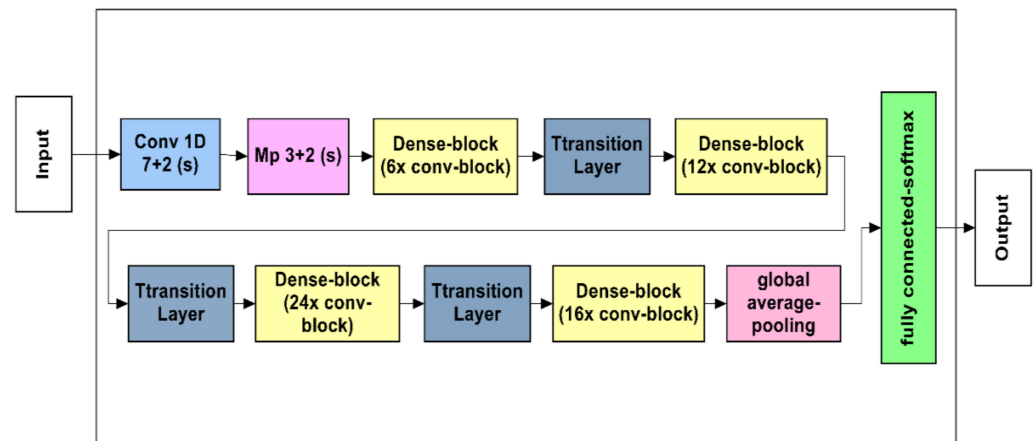 Input
Conv 1D
7+2 (s)
Mp 3+2 (s)
Dense-block
(6x conv-block)
Ttransition
Layer
Dense-block
(12x conv-block)
Ttransition
Layer
Dense-block
(24x conv-
block)
Ttransition
Layer
Dense-block
(16x conv-block)
global
average-
pooling
fully connected-softmax
Output